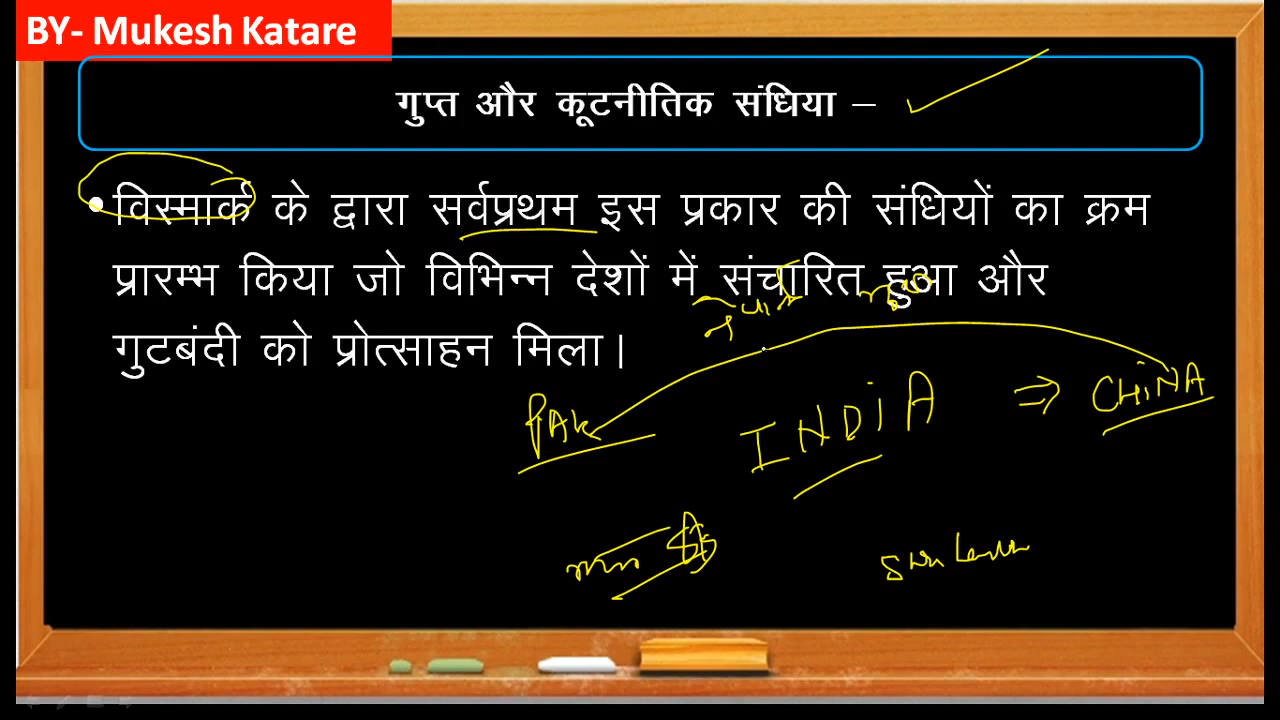 BY- Mukesh Katare
गुप्त और कूटनीतिक संधिया –
• विस्मार्क के द्वारा सर्वप्रथम इस प्रकार की संधियों का क्रम
प्रारम्भ किया जो विभिन्न देशों में संचारित हुआ और
गुटबंदी को प्रोत्साहन मिला।
PAK INDIA ⇒ CHINA